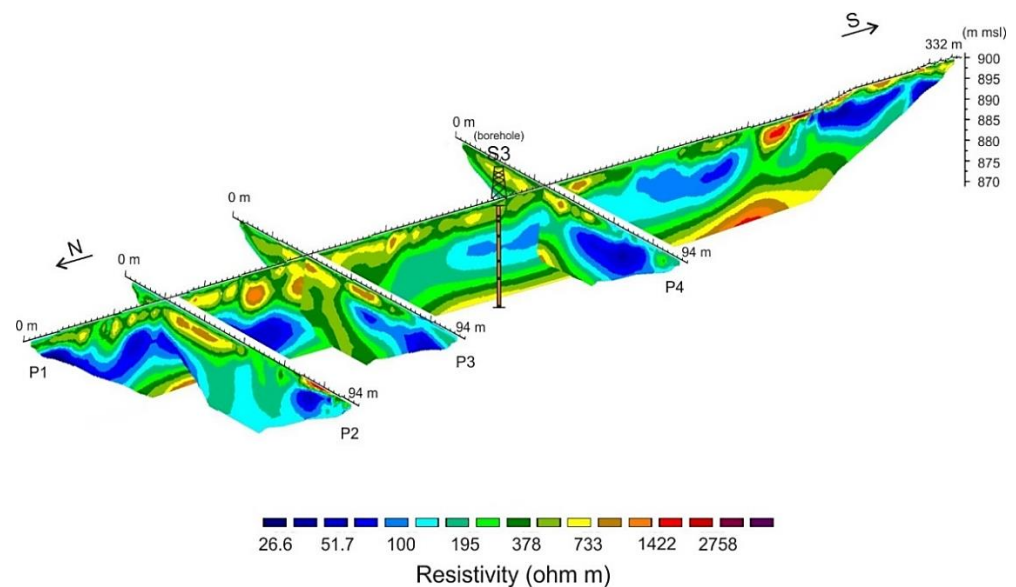 S
(m msl)
332 m
900
895
890
885
880
875
870
0 m
(borehole)
S3
0 m
N
0 m
94 m
P4
0 m
P1
94 m
P3
94 m
P2
26.6 51.7 100 195 378 733 1422 2758
Resistivity (ohm m)